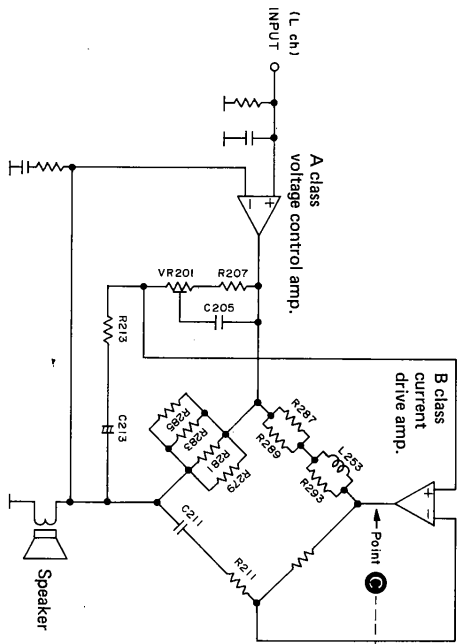 (L ch)
INPUT
A class
voltage control amp.
+
−
VR201
R207
C205
R213
C213
B class
current
drive amp.
+
−
R287
R289
L253
R293
Point C
R285
R283
R281
R279
C211
R211
Speaker